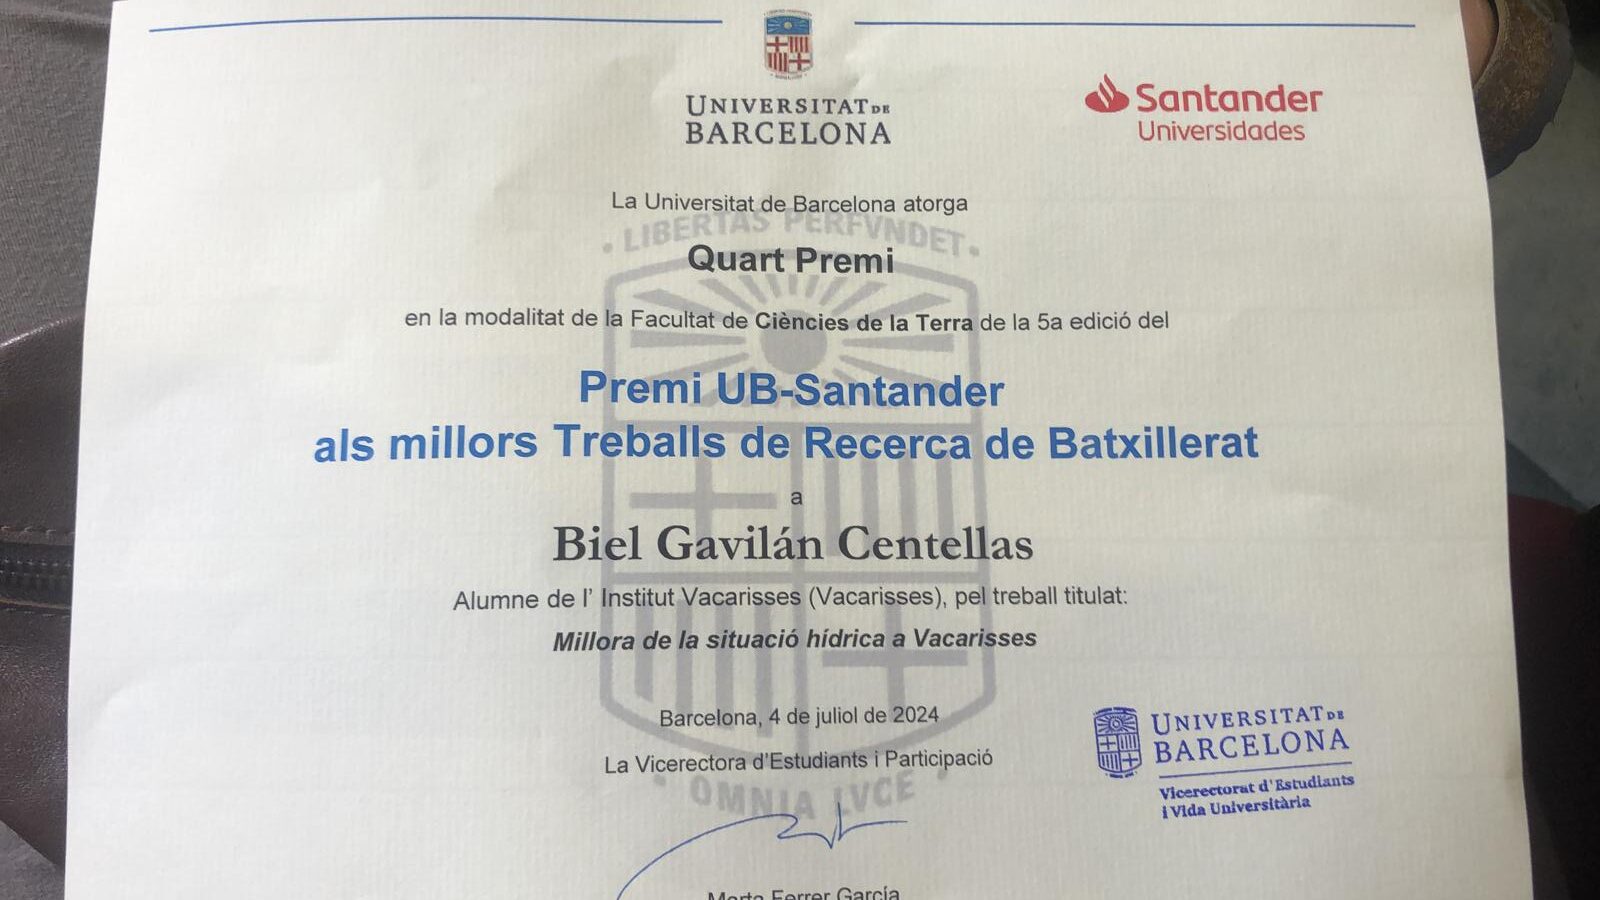 UNIVERSITAT DE
BARCELONA
Santander
Universidades
La Universitat de Barcelona atorga
LIBERTAS PERFVNDET
Quart Premi
en la modalitat de la Facultat de Ciències de la Terra de la 5a edició del
Premi UB-Santander
als millors Treballs de Recerca de Batxillerat
a
Biel Gavilán Centellas
Alumne de l' Institut Vacarisses (Vacarisses), pel treball titulat:
Millora de la situació hídrica a Vacarisses
Barcelona, 4 de juliol de 2024
La Vicerectora d'Estudiants i Participació
OMNIA LVCE
UNIVERSITAT DE
BARCELONA
Vicerectorat d'Estudiants
i Vida Universitària
Marta Ferrer García